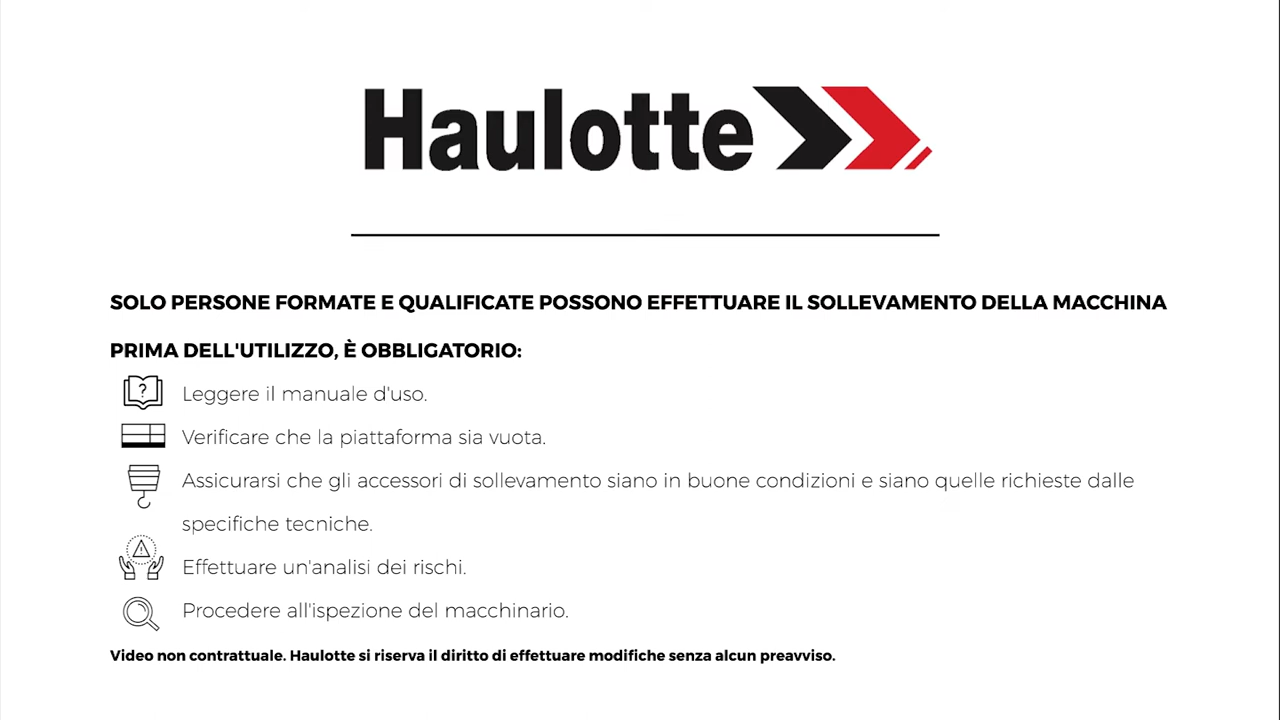 Haulotte
SOLO PERSONE FORMATE E QUALIFICATE POSSONO EFFETTUARE IL SOLLEVAMENTO DELLA MACCHINA
PRIMA DELL'UTILIZZO, È OBBLIGATORIO:
Leggere il manuale d'uso.
Verificare che la piattaforma sia vuota.
Assicurarsi che gli accessori di sollevamento siano in buone condizioni e siano quelle richieste dalle
specifiche tecniche.
Effettuare un'analisi dei rischi.
Procedere all'ispezione del macchinario.
Video non contrattuale. Haulotte si riserva il diritto di effettuare modifiche senza alcun preavviso.